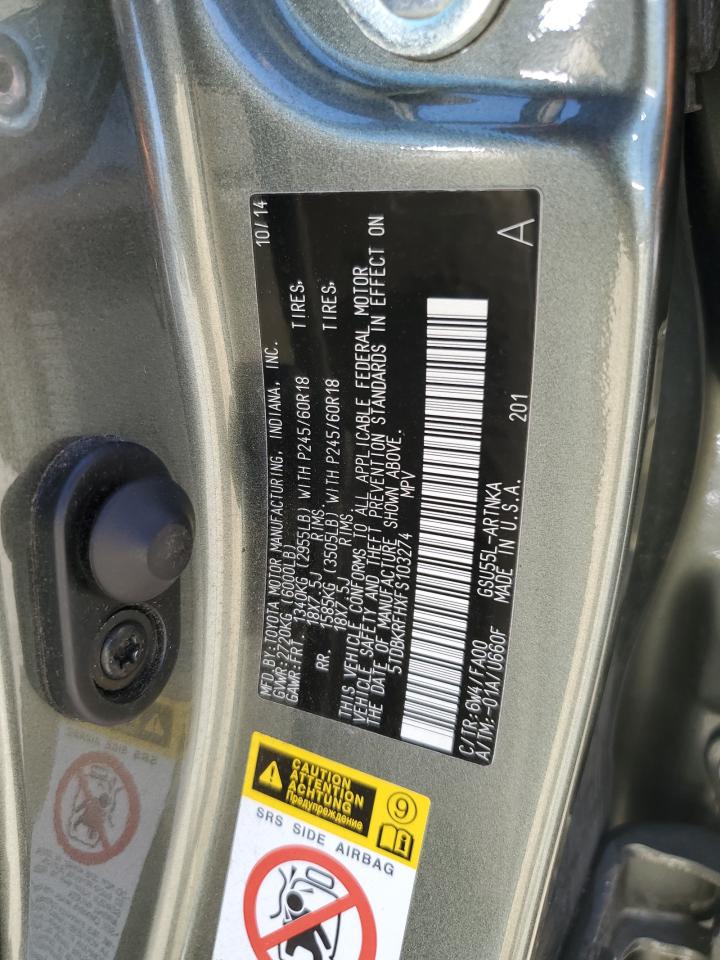 MFD.BY:TOYOTA MOTOR MANUFACTURING, INDIANA, INC. 10/14
GVWR:2720KG (6000LB)
GAWR:FRT. 1340KG (2955LB) WITH P245/60R18 TIRES,
18X7.5J RIMS,
RR. 1585KG (3505LB) WITH P245/60R18 TIRES,
18X7.5J RIMS.
THIS VEHICLE CONFORMS TO ALL APPLICABLE FEDERAL MOTOR
VEHICLE SAFETY AND THEFT PREVENTION STANDARDS IN EFFECT ON
THE DATE OF MANUFACTURE SHOWN ABOVE.
5TDBKRFHXFS103274 MPV
C/TR:6W4/FA00 GSU55L-ARTNKA
A/TM:-01A/U660F MADE IN U.S.A. 201
A
CAUTION
ATTENTION
ACHTUNG
Предупреждение
9
SRS SIDE AIRBAG
SRS SIDE AIRBAG